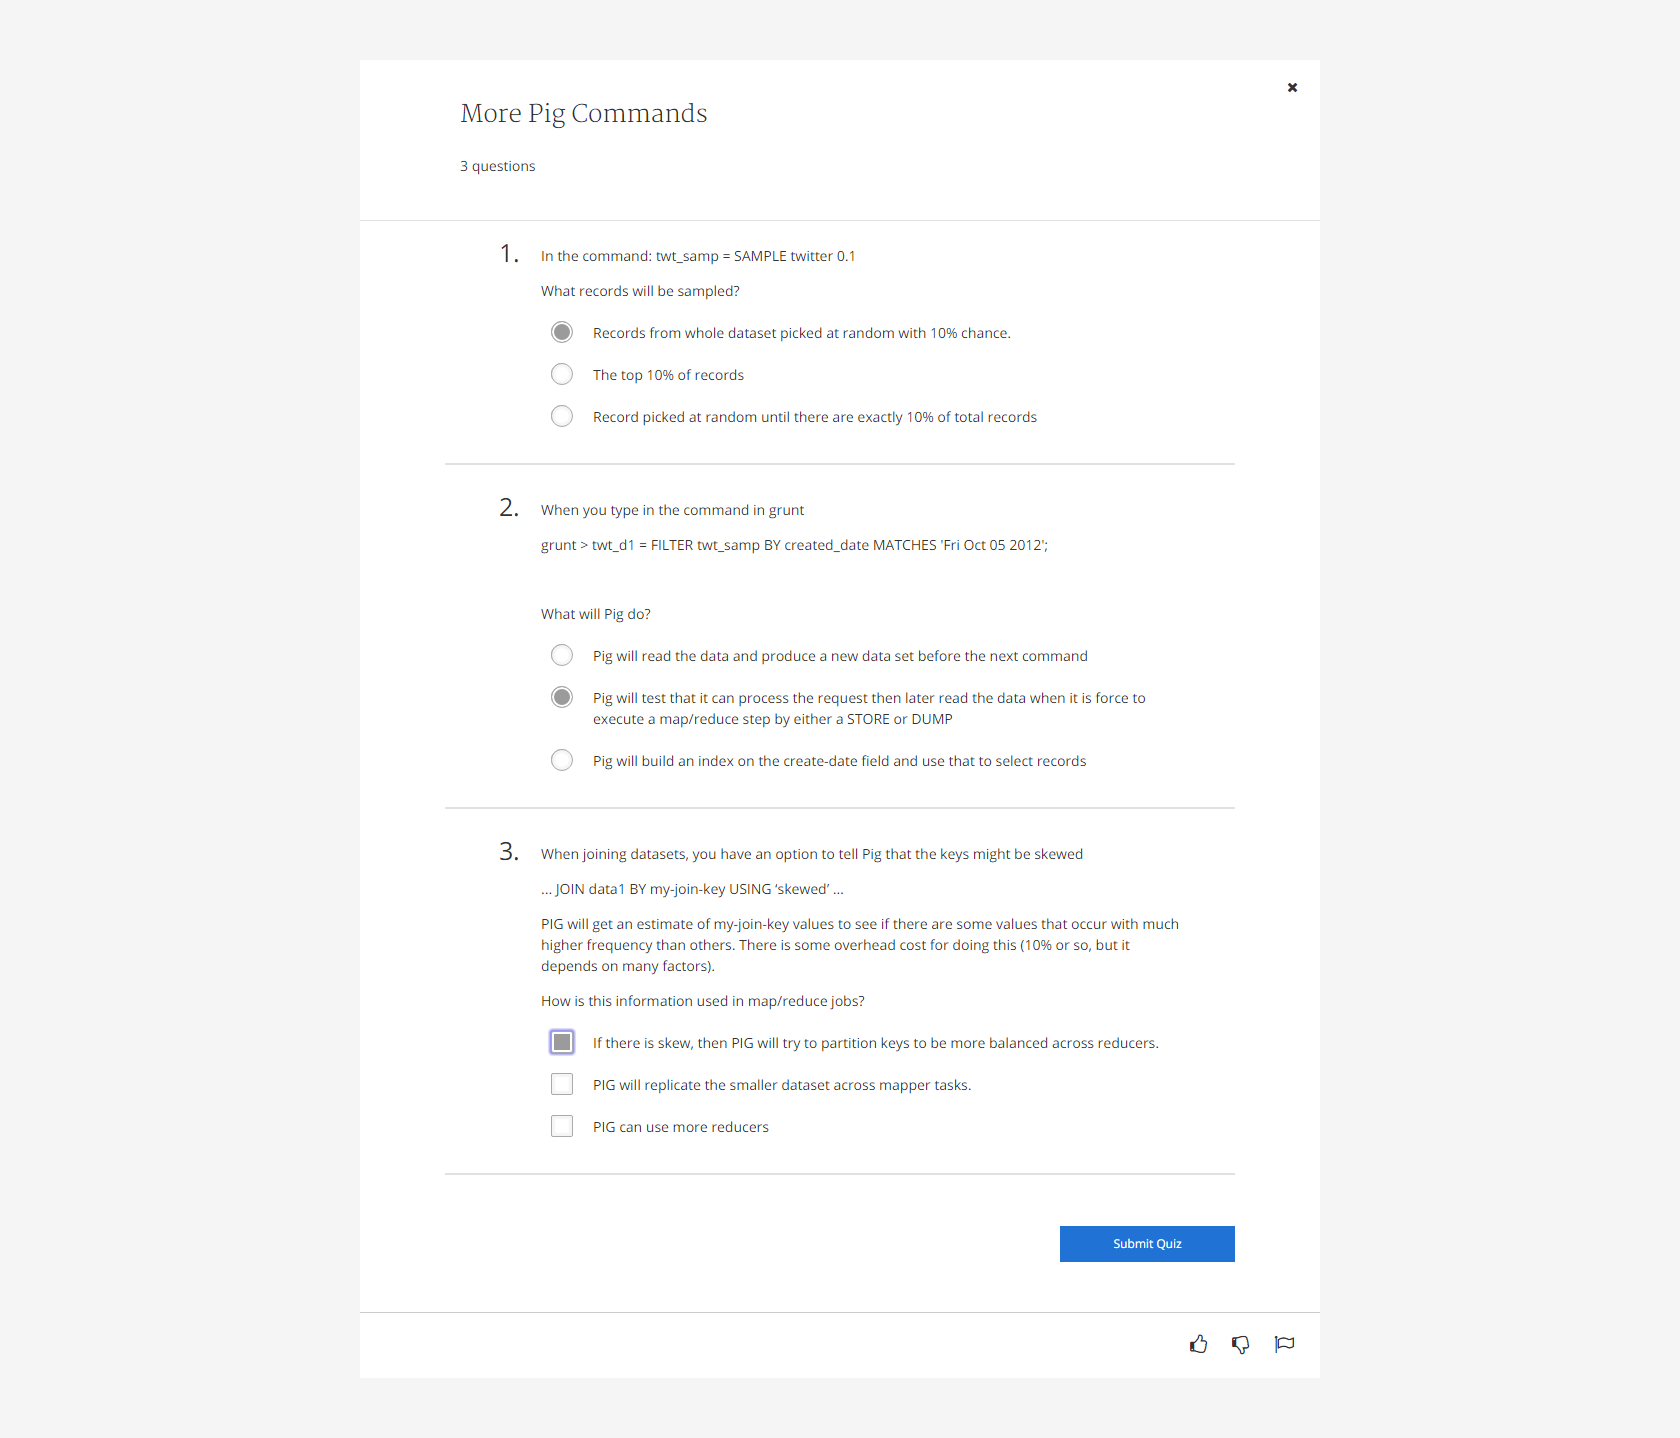 More Pig Commands
3 questions
1. In the command: twt_samp = SAMPLE twitter 0.1
What records will be sampled?
Records from whole dataset picked at random with 10% chance.
The top 10% of records
Record picked at random until there are exactly 10% of total records
2. When you type in the command in grunt
grunt > twt_d1 = FILTER twt_samp BY created_date MATCHES 'Fri Oct 05 2012';
What will Pig do?
Pig will read the data and produce a new data set before the next command
Pig will test that it can process the request then later read the data when it is force to
execute a map/reduce step by either a STORE or DUMP
Pig will build an index on the create-date field and use that to select records
3. When joining datasets, you have an option to tell Pig that the keys might be skewed
... JOIN data1 BY my-join-key USING ‘skewed’ ...
PIG will get an estimate of my-join-key values to see if there are some values that occur with much
higher frequency than others. There is some overhead cost for doing this (10% or so, but it
depends on many factors).
How is this information used in map/reduce jobs?
If there is skew, then PIG will try to partition keys to be more balanced across reducers.
PIG will replicate the smaller dataset across mapper tasks.
PIG can use more reducers
Submit Quiz